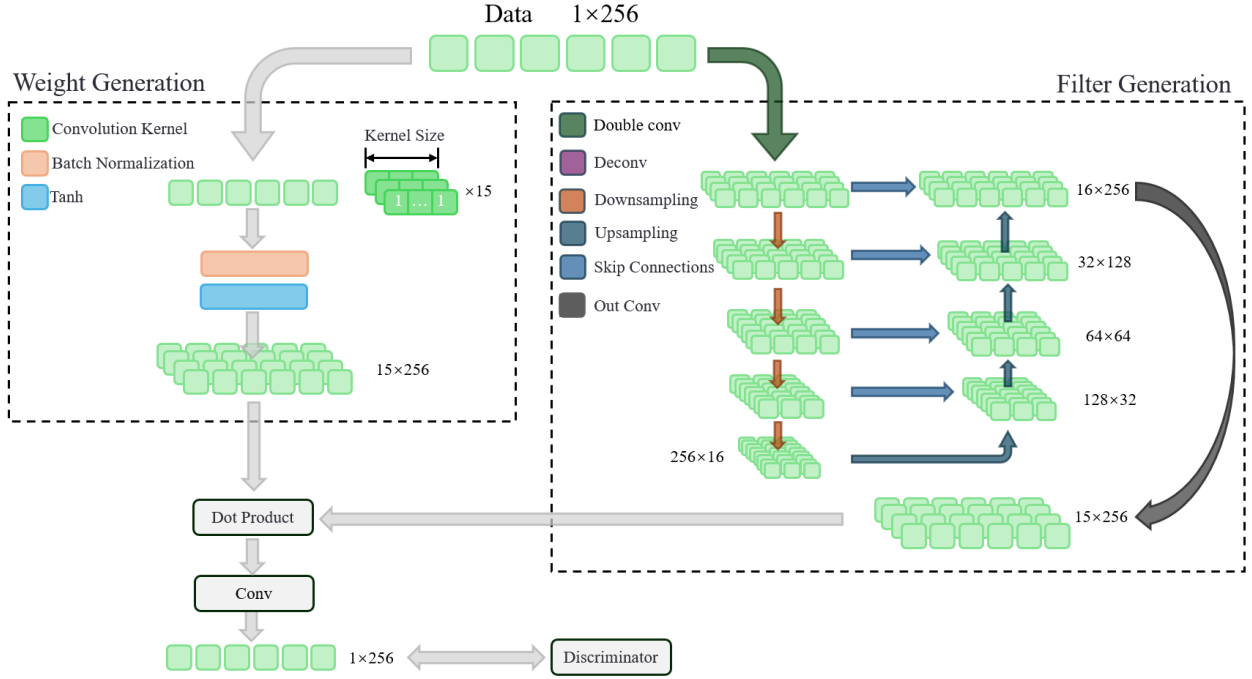 Data 1×256
Weight Generation
Filter Generation
Convolution Kernel
Batch Normalization
Tanh
Kernel Size
1 ... 1
×15
15×256
Double conv
Deconv
Downsampling
Upsampling
Skip Connections
Out Conv
16×256
32×128
64×64
128×32
256×16
15×256
Dot Product
Conv
1×256
Discriminator